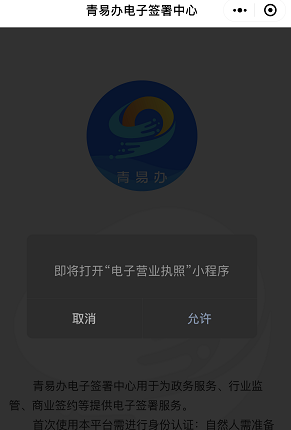 青易办电子签署中心
青易办
即将打开“电子营业执照”小程序
取消
允许
青易办电子签署中心用于为政务服务、行业监
管、商业签约等提供电子签署服务。
首次使用本平台需进行身份认证：自然人需准备